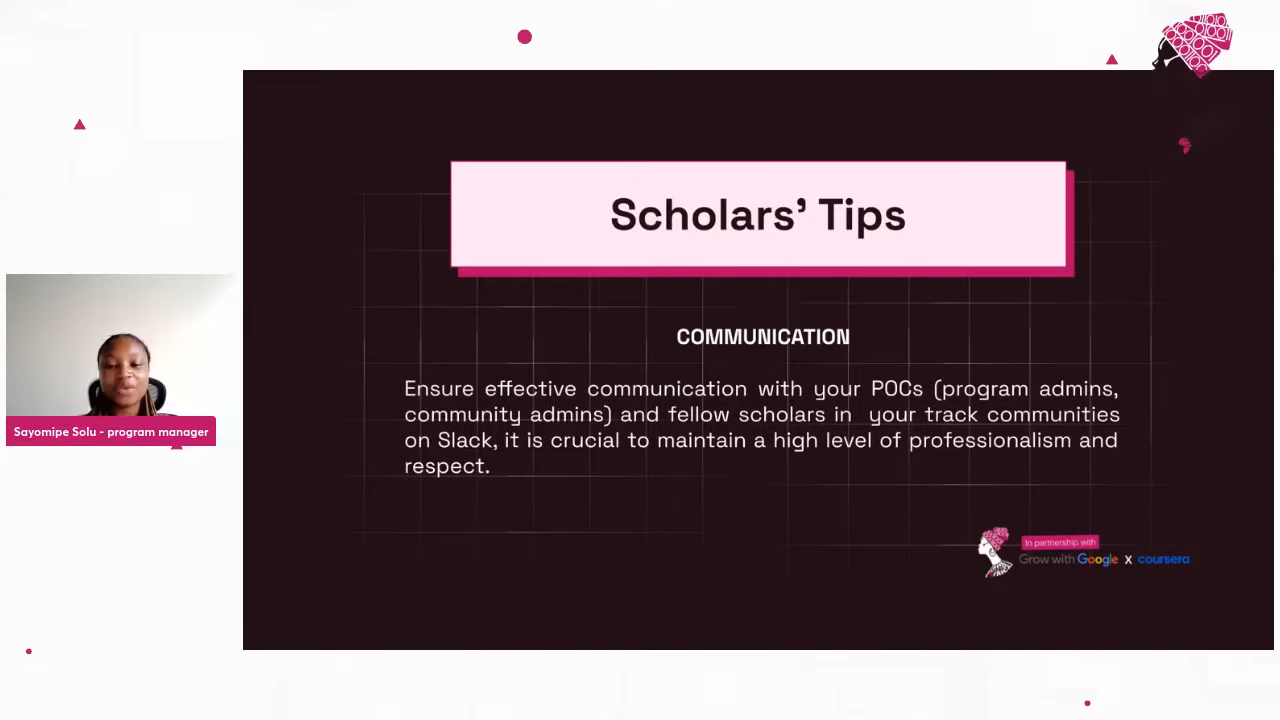 Scholars’ Tips
COMMUNICATION
Ensure effective communication with your POCs (program admins,
community admins) and fellow scholars in your track communities
on Slack, it is crucial to maintain a high level of professionalism and
respect.
Sayomipe Solu - program manager
In partnership with
Grow with Google X coursera